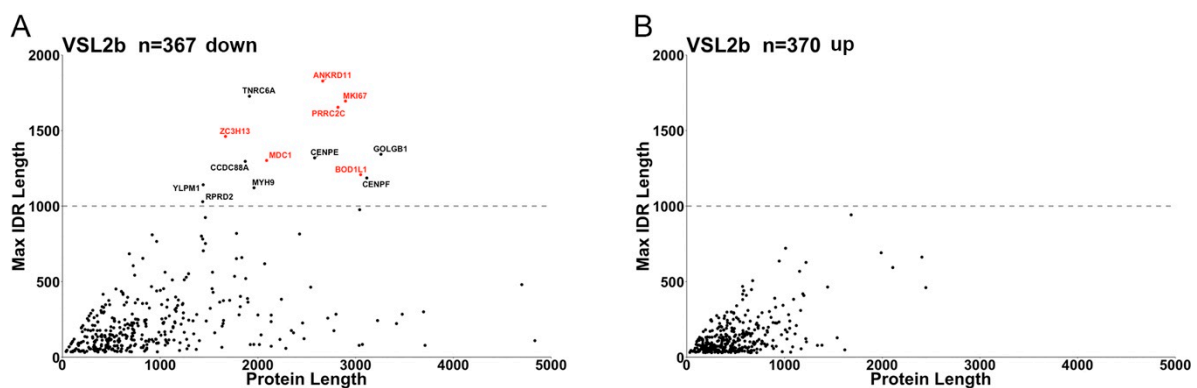 A
VSL2b n=367 down
Max IDR Length
2000
1500
1000
500
0
ANKRD11
TNRC6A
MKI67
PRRC2C
ZC3H13
MDC1
CENPE
GOLGB1
CCDC88A
BOD1L1
YLPM1
MYH9
CENPF
RPRD2
0 1000 2000 3000 4000 5000
Protein Length
B
VSL2b n=370 up
Max IDR Length
2000
1500
1000
500
0
0 1000 2000 3000 4000 5000
Protein Length